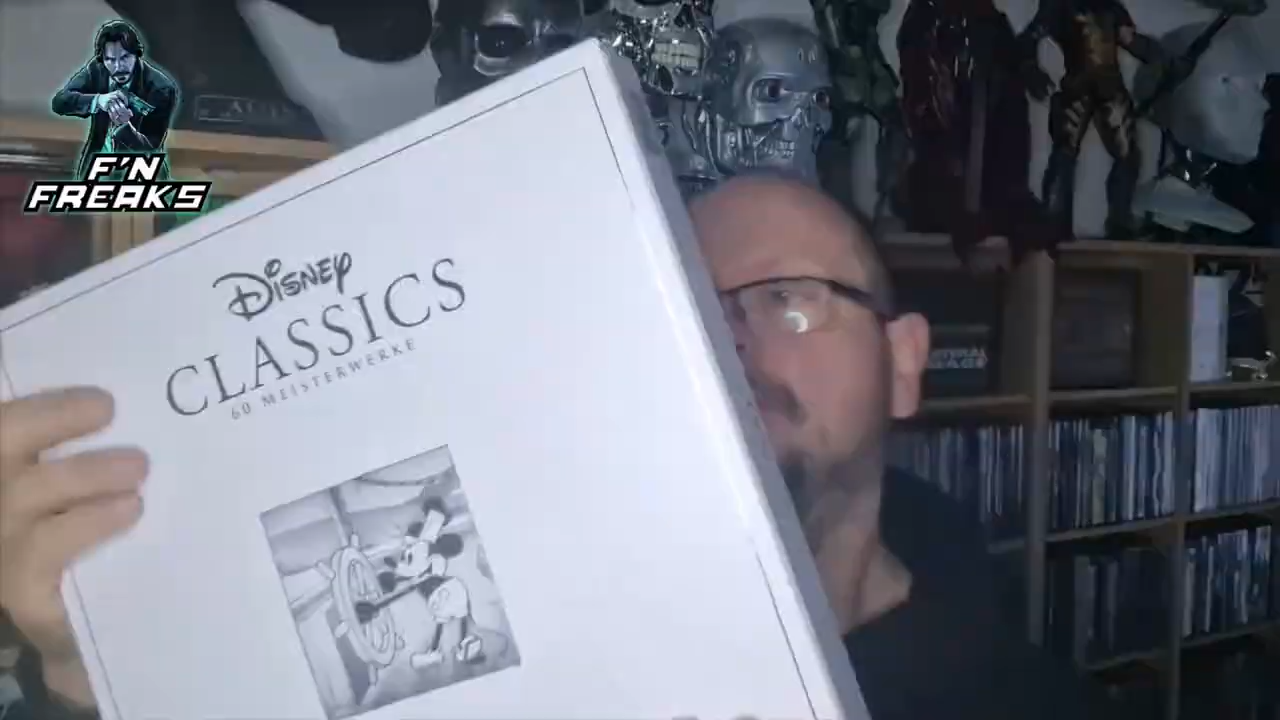 F'N
FREAKS
DISNEY
CLASSICS
60 MEISTERWERKE